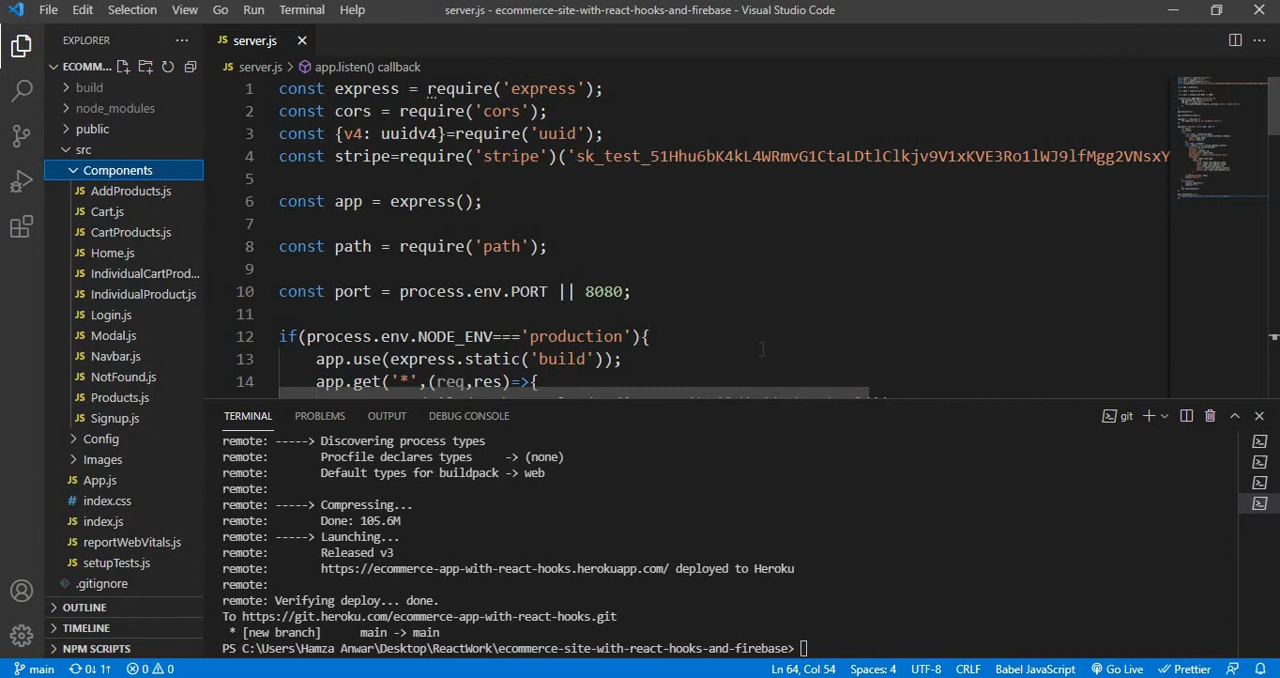 File Edit Selection View Go Run Terminal Help server.js - ecommerce-site-with-react-hooks-and-firebase - Visual Studio Code
EXPLORER
ECOMM...
build
node_modules
public
src
Components
AddProducts.js
Cart.js
CartProducts.js
Home.js
IndividualCartProd...
IndividualProduct.js
Login.js
Modal.js
Navbar.js
NotFound.js
Products.js
Signup.js
Config
Images
App.js
index.css
index.js
reportWebVitals.js
setupTests.js
.gitignore
OUTLINE
TIMELINE
NPM SCRIPTS
JS server.js
JS server.js > app.listen() callback
1 const express = require('express');
2 const cors = require('cors');
3 const {v4: uuidv4}=require('uuid');
4 const stripe=require('stripe')('sk_test_51Hhu6bK4kL4WRmvG1CtaLDtlClkjv9V1xKVE3Ro1lWJ9lfMgg2VNsxY
5
6 const app = express();
7
8 const path = require('path');
9
10 const port = process.env.PORT || 8080;
11
12 if(process.env.NODE_ENV==='production'){
13 app.use(express.static('build'));
14 app.get('*',(req,res)=>{
TERMINAL PROBLEMS OUTPUT DEBUG CONSOLE git
remote: -----> Discovering process types
remote: Procfile declares types -> (none)
remote: Default types for buildpack -> web
remote:
remote: -----> Compressing...
remote: Done: 105.6M
remote: -----> Launching...
remote: Released v3
remote: https://ecommerce-app-with-react-hooks.herokuapp.com/ deployed to Heroku
remote:
remote: Verifying deploy... done.
To https://git.heroku.com/ecommerce-app-with-react-hooks.git
* [new branch] main -> main
PS C:\Users\Hamza Anwar\Desktop\ReactWork\ecommerce-site-with-react-hooks-and-firebase>
main 0↓ 1↑ 0 0 Ln 64, Col 54 Spaces: 4 UTF-8 CRLF Babel JavaScript Go Live Prettier